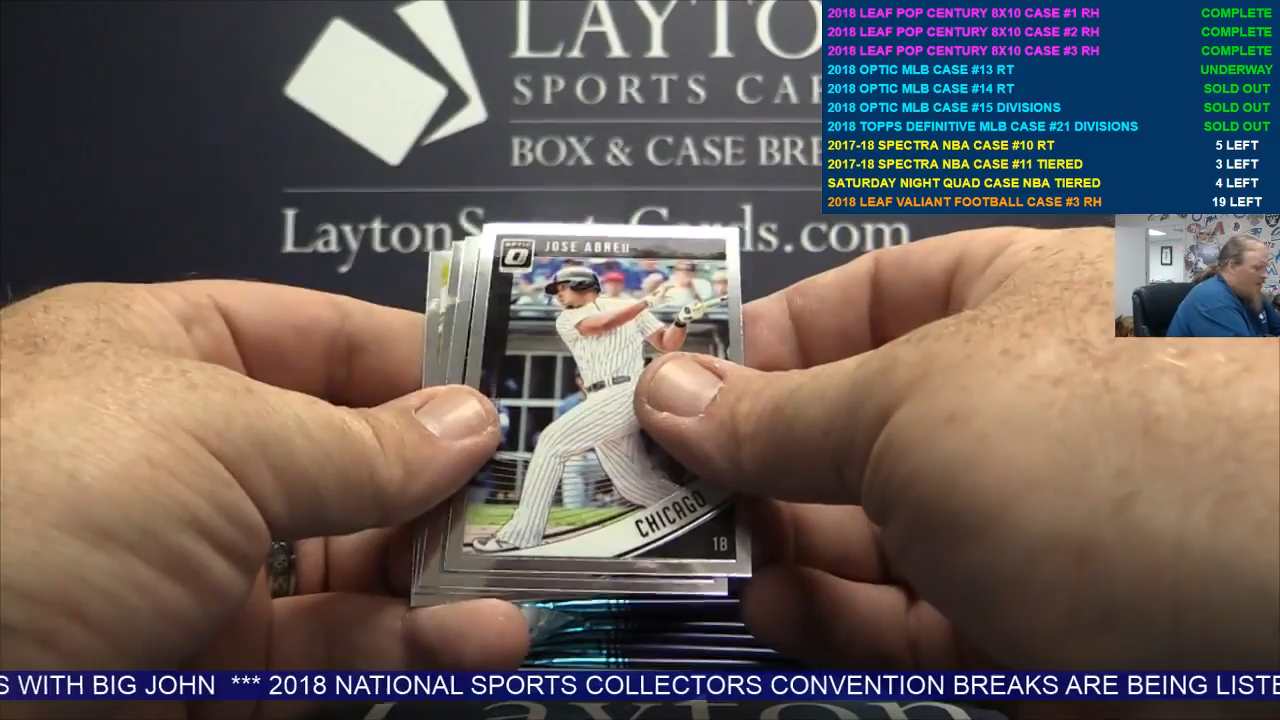 LAYTO
SPORTS CAR
BOX & CASE BRE
LaytonSports ds.com
2018 LEAF POP CENTURY 8X10 CASE #1 RH COMPLETE
2018 LEAF POP CENTURY 8X10 CASE #2 RH COMPLETE
2018 LEAF POP CENTURY 8X10 CASE #3 RH COMPLETE
2018 OPTIC MLB CASE #13 RT UNDERWAY
2018 OPTIC MLB CASE #14 RT SOLD OUT
2018 OPTIC MLB CASE #15 DIVISIONS SOLD OUT
2018 TOPPS DEFINITIVE MLB CASE #21 DIVISIONS SOLD OUT
2017-18 SPECTRA NBA CASE #10 RT 5 LEFT
2017-18 SPECTRA NBA CASE #11 TIERED 3 LEFT
SATURDAY NIGHT QUAD CASE NBA TIERED 4 LEFT
2018 LEAF VALIANT FOOTBALL CASE #3 RH 19 LEFT
OPTIC
JOSE ABREU
CHICAGO
18
S WITH BIG JOHN *** 2018 NATIONAL SPORTS COLLECTORS CONVENTION BREAKS ARE BEING LISTE
Layton